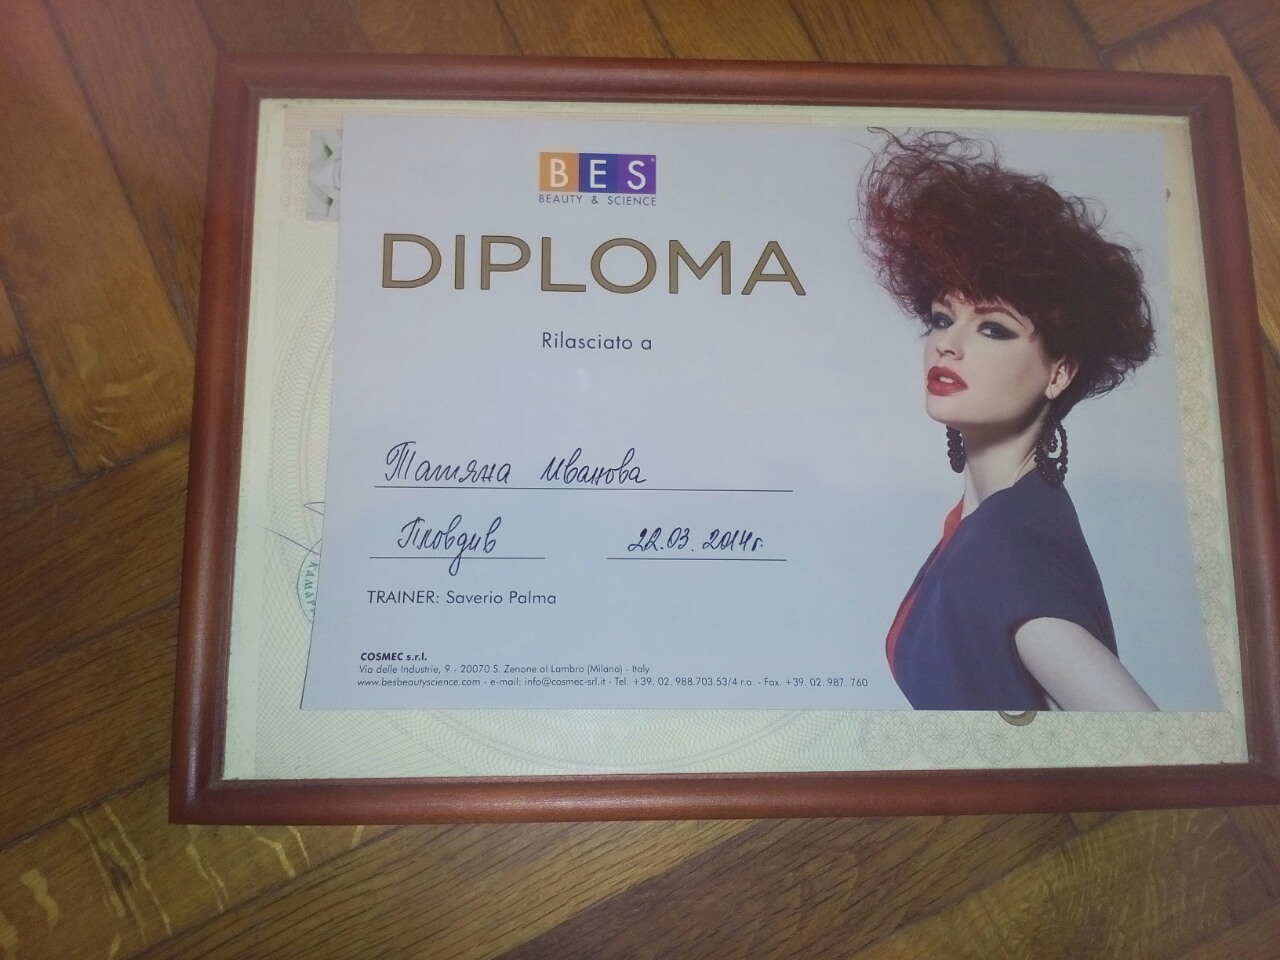 BES
BEAUTY & SCIENCE
DIPLOMA
Rilasciato a
Татяна Иванова
Пловдив 22.03.2014г.
TRAINER: Saverio Palma
COSMEC s.r.l.
Via delle Industrie, 9 - 20070 S. Zenone al Lambro (Milano) - Italy
www.besbeautyscience.com - e-mail: info@cosmec-srl.it - Tel. +39. 02. 988.703.53/4 r.a. - Fax. +39. 02. 987. 760